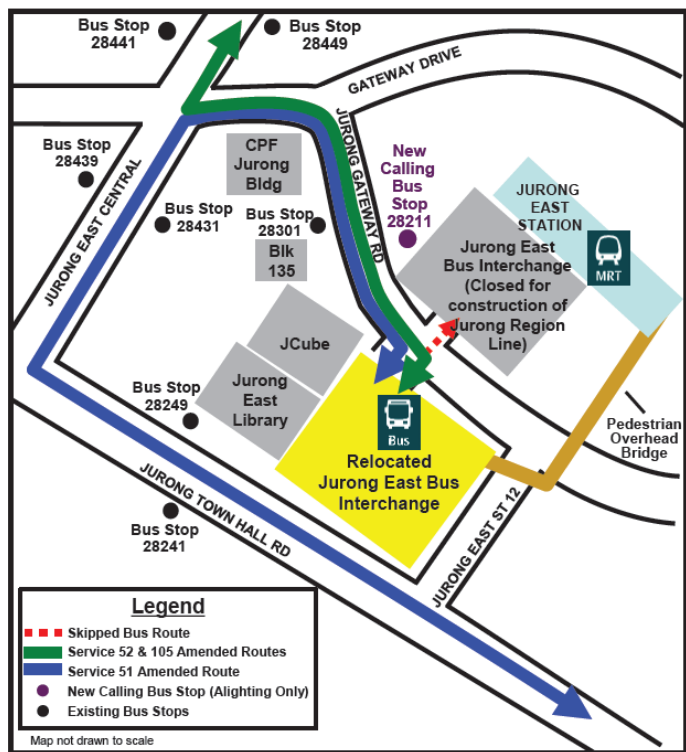 Bus Stop
28441
Bus Stop
28449
GATEWAY DRIVE
Bus Stop
28439
CPF
Jurong
Bldg
JURONG GATEWAY RD
New
Calling
Bus
Stop
28211
JURONG
EAST
STATION
MRT
JURONG EAST CENTRAL
Bus Stop
28431
Bus Stop
28301
Blk
135
Jurong East
Bus Interchange
(Closed for
construction of
Jurong Region
Line)
JCube
Jurong
East
Library
Bus Stop
28249
Bus
Relocated
Jurong East Bus
Interchange
Pedestrian
Overhead
Bridge
JURONG TOWN HALL RD
Bus Stop
28241
JURONG EAST ST 12
Legend
Skipped Bus Route
Service 52 & 105 Amended Routes
Service 51 Amended Route
New Calling Bus Stop (Alighting Only)
Existing Bus Stops
Map not drawn to scale